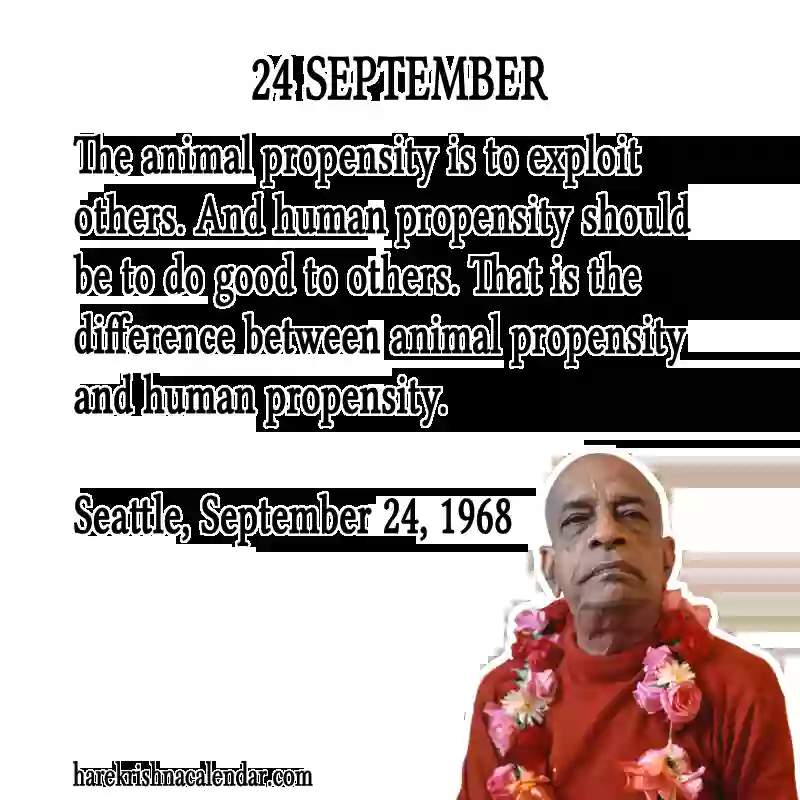 24 SEPTEMBER
The animal propensity is to exploit
others. And human propensity should
be to do good to others. That is the
difference between animal propensity
and human propensity.
Seattle, September 24, 1968
harekrishnacalendar.com